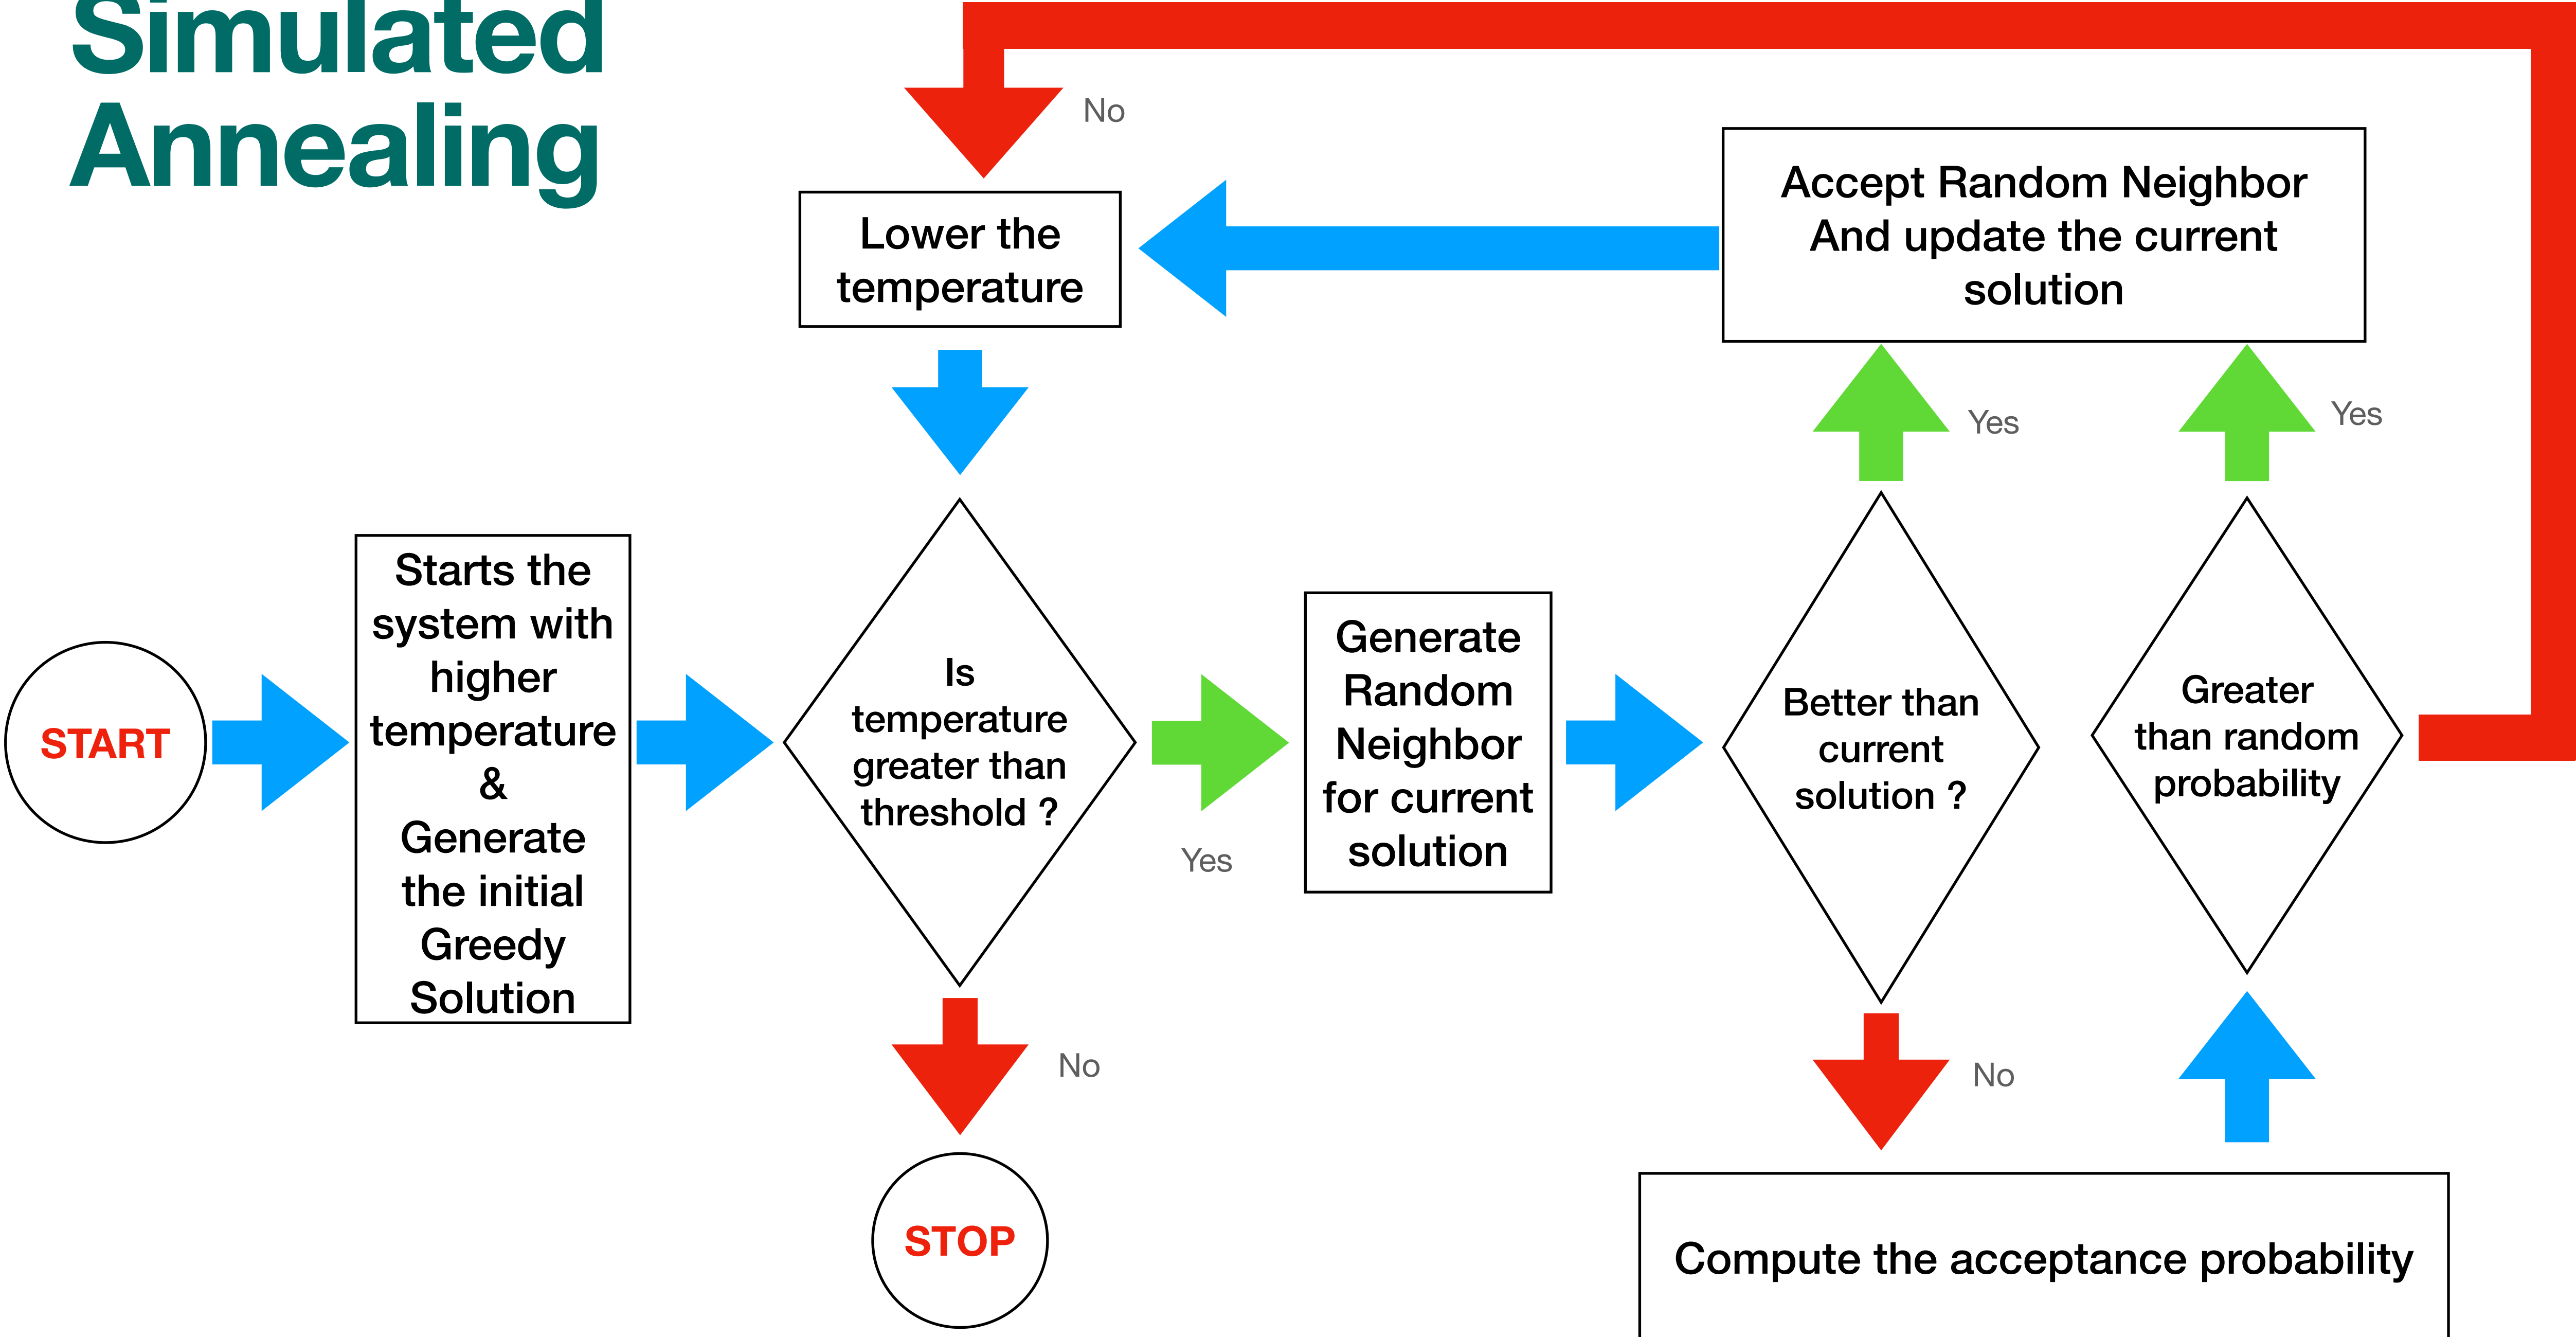 Simulated
Annealing
No
Lower the
temperature
Accept Random Neighbor
And update the current
solution
Yes
Yes
START
Starts the
system with
higher
temperature
&
Generate
the initial
Greedy
Solution
Is
temperature
greater than
threshold ?
Yes
Generate
Random
Neighbor
for current
solution
Better than
current
solution ?
Greater
than random
probability
No
No
STOP
Compute the acceptance probability